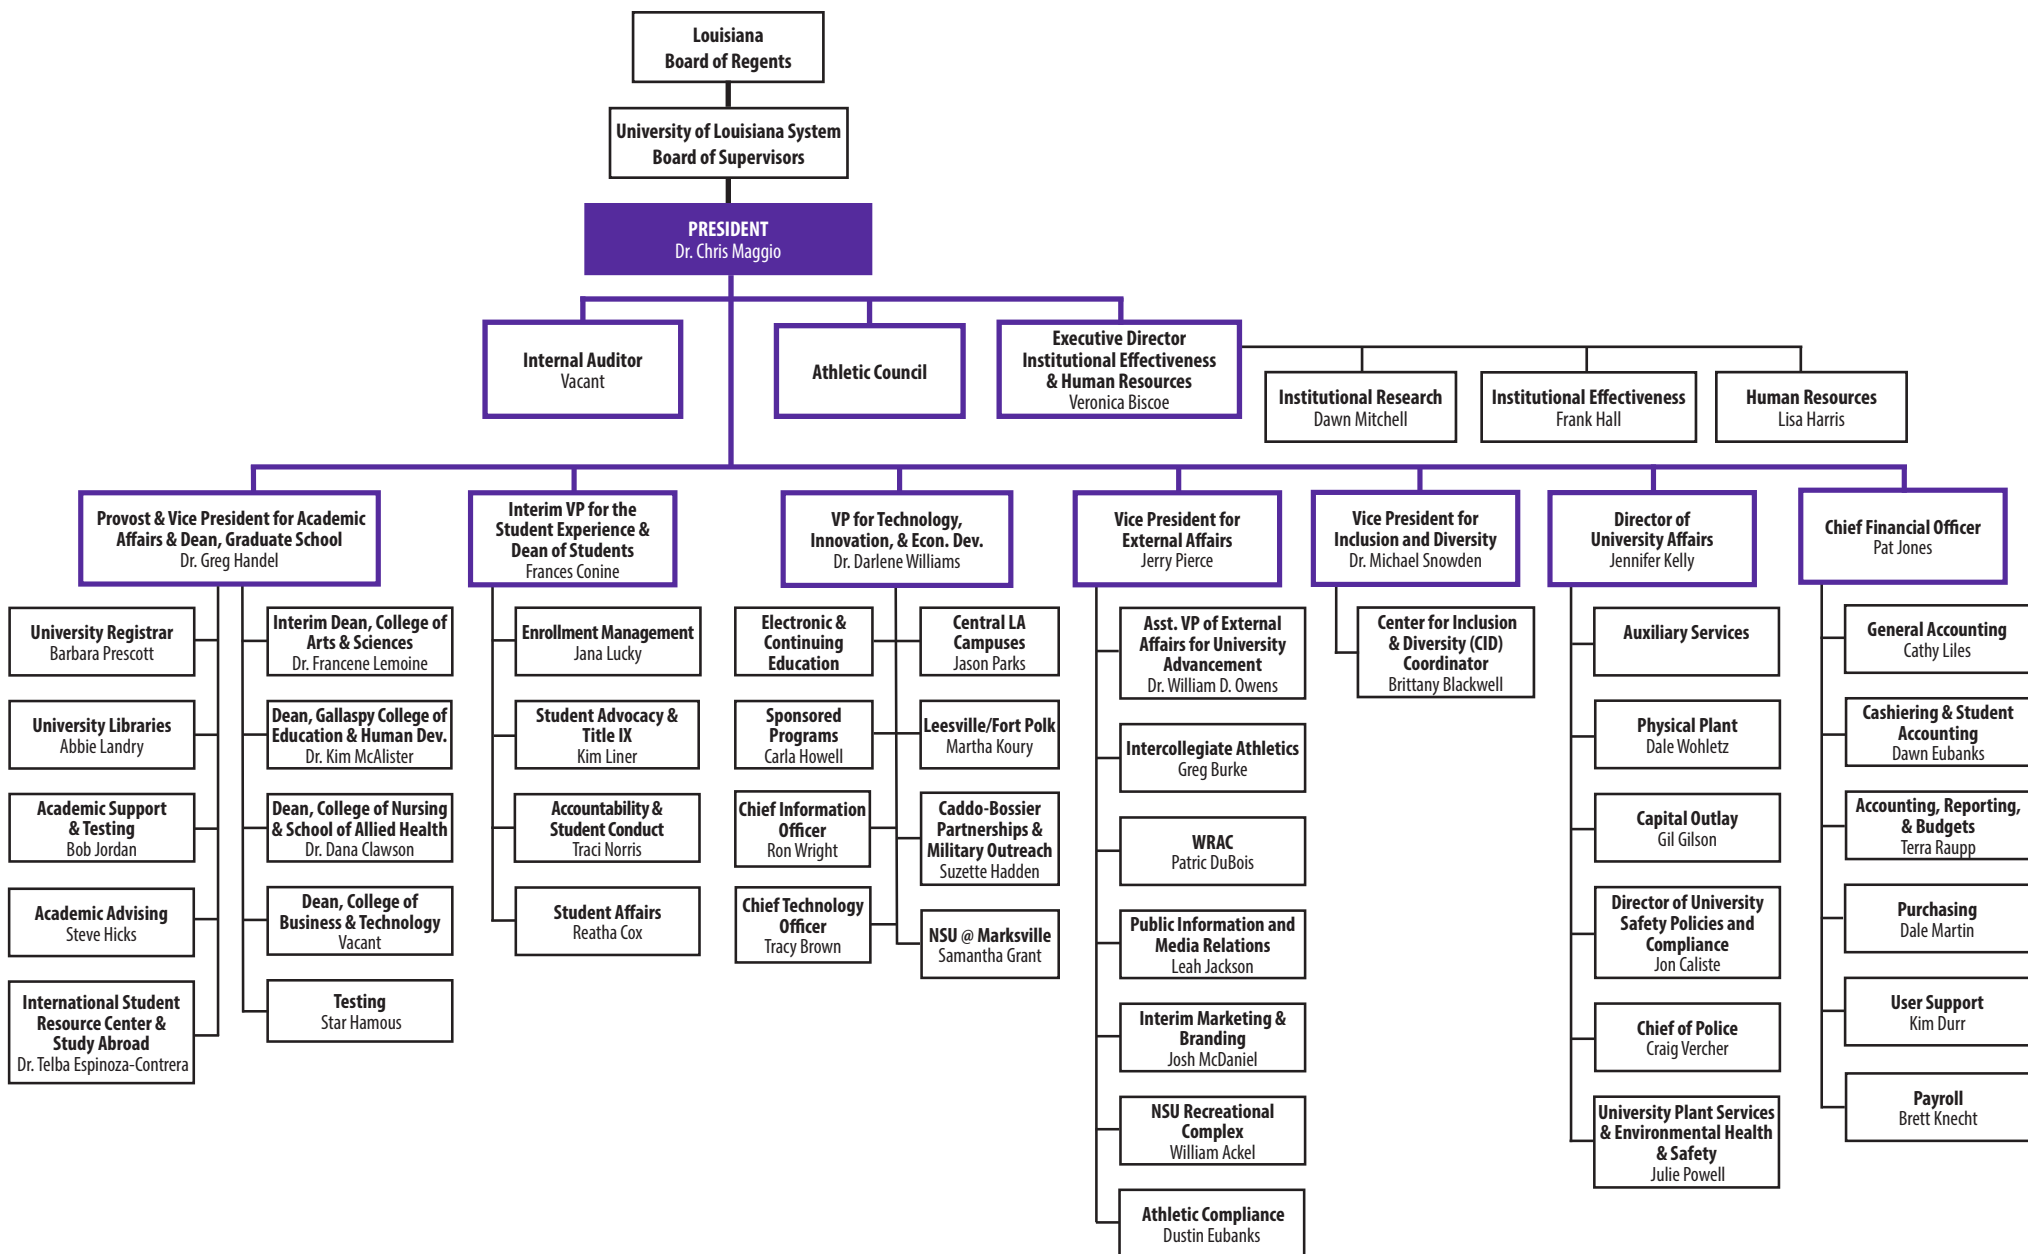 Louisiana
Board of Regents
University of Louisiana System
Board of Supervisors
PRESIDENT
Dr. Chris Maggio
Internal Auditor
Vacant
Athletic Council
Executive Director
Institutional Effectiveness
& Human Resources
Veronica Biscoe
Institutional Research
Dawn Mitchell
Institutional Effectiveness
Frank Hall
Human Resources
Lisa Harris
Provost & Vice President for Academic
Affairs & Dean, Graduate School
Dr. Greg Handel
Interim VP for the
Student Experience &
Dean of Students
Frances Conine
VP for Technology,
Innovation, & Econ. Dev.
Dr. Darlene Williams
Vice President for
External Affairs
Jerry Pierce
Vice President for
Inclusion and Diversity
Dr. Michael Snowden
Director of
University Affairs
Jennifer Kelly
Chief Financial Officer
Pat Jones
University Registrar
Barbara Prescott
University Libraries
Abbie Landry
Academic Support
& Testing
Bob Jordan
Academic Advising
Steve Hicks
International Student
Resource Center &
Study Abroad
Dr. Telba Espinoza-Contrera
Interim Dean, College of
Arts & Sciences
Dr. Francene Lemoine
Dean, Gallaspy College of
Education & Human Dev.
Dr. Kim McAlister
Dean, College of Nursing
& School of Allied Health
Dr. Dana Clawson
Dean, College of
Business & Technology
Vacant
Testing
Star Hamous
Enrollment Management
Jana Lucky
Student Advocacy &
Title IX
Kim Liner
Accountability &
Student Conduct
Traci Norris
Student Affairs
Reatha Cox
Electronic &
Continuing
Education
Sponsored
Programs
Carla Howell
Chief Information
Officer
Ron Wright
Chief Technology
Officer
Tracy Brown
Central LA
Campuses
Jason Parks
Leesville/Fort Polk
Martha Koury
Caddo-Bossier
Partnerships &
Military Outreach
Suzette Hadden
NSU @ Marksville
Samantha Grant
Asst. VP of External
Affairs for University
Advancement
Dr. William D. Owens
Intercollegiate Athletics
Greg Burke
WRAC
Patric DuBois
Public Information and
Media Relations
Leah Jackson
Interim Marketing &
Branding
Josh McDaniel
NSU Recreational
Complex
William Ackel
Athletic Compliance
Dustin Eubanks
Center for Inclusion
& Diversity (CID)
Coordinator
Brittany Blackwell
Auxiliary Services
Physical Plant
Dale Wohletz
Capital Outlay
Gil Gilson
Director of University
Safety Policies and
Compliance
Jon Caliste
Chief of Police
Craig Vercher
University Plant Services
& Environmental Health
& Safety
Julie Powell
General Accounting
Cathy Liles
Cashiering & Student
Accounting
Dawn Eubanks
Accounting, Reporting,
& Budgets
Terra Raupp
Purchasing
Dale Martin
User Support
Kim Durr
Payroll
Brett Knecht